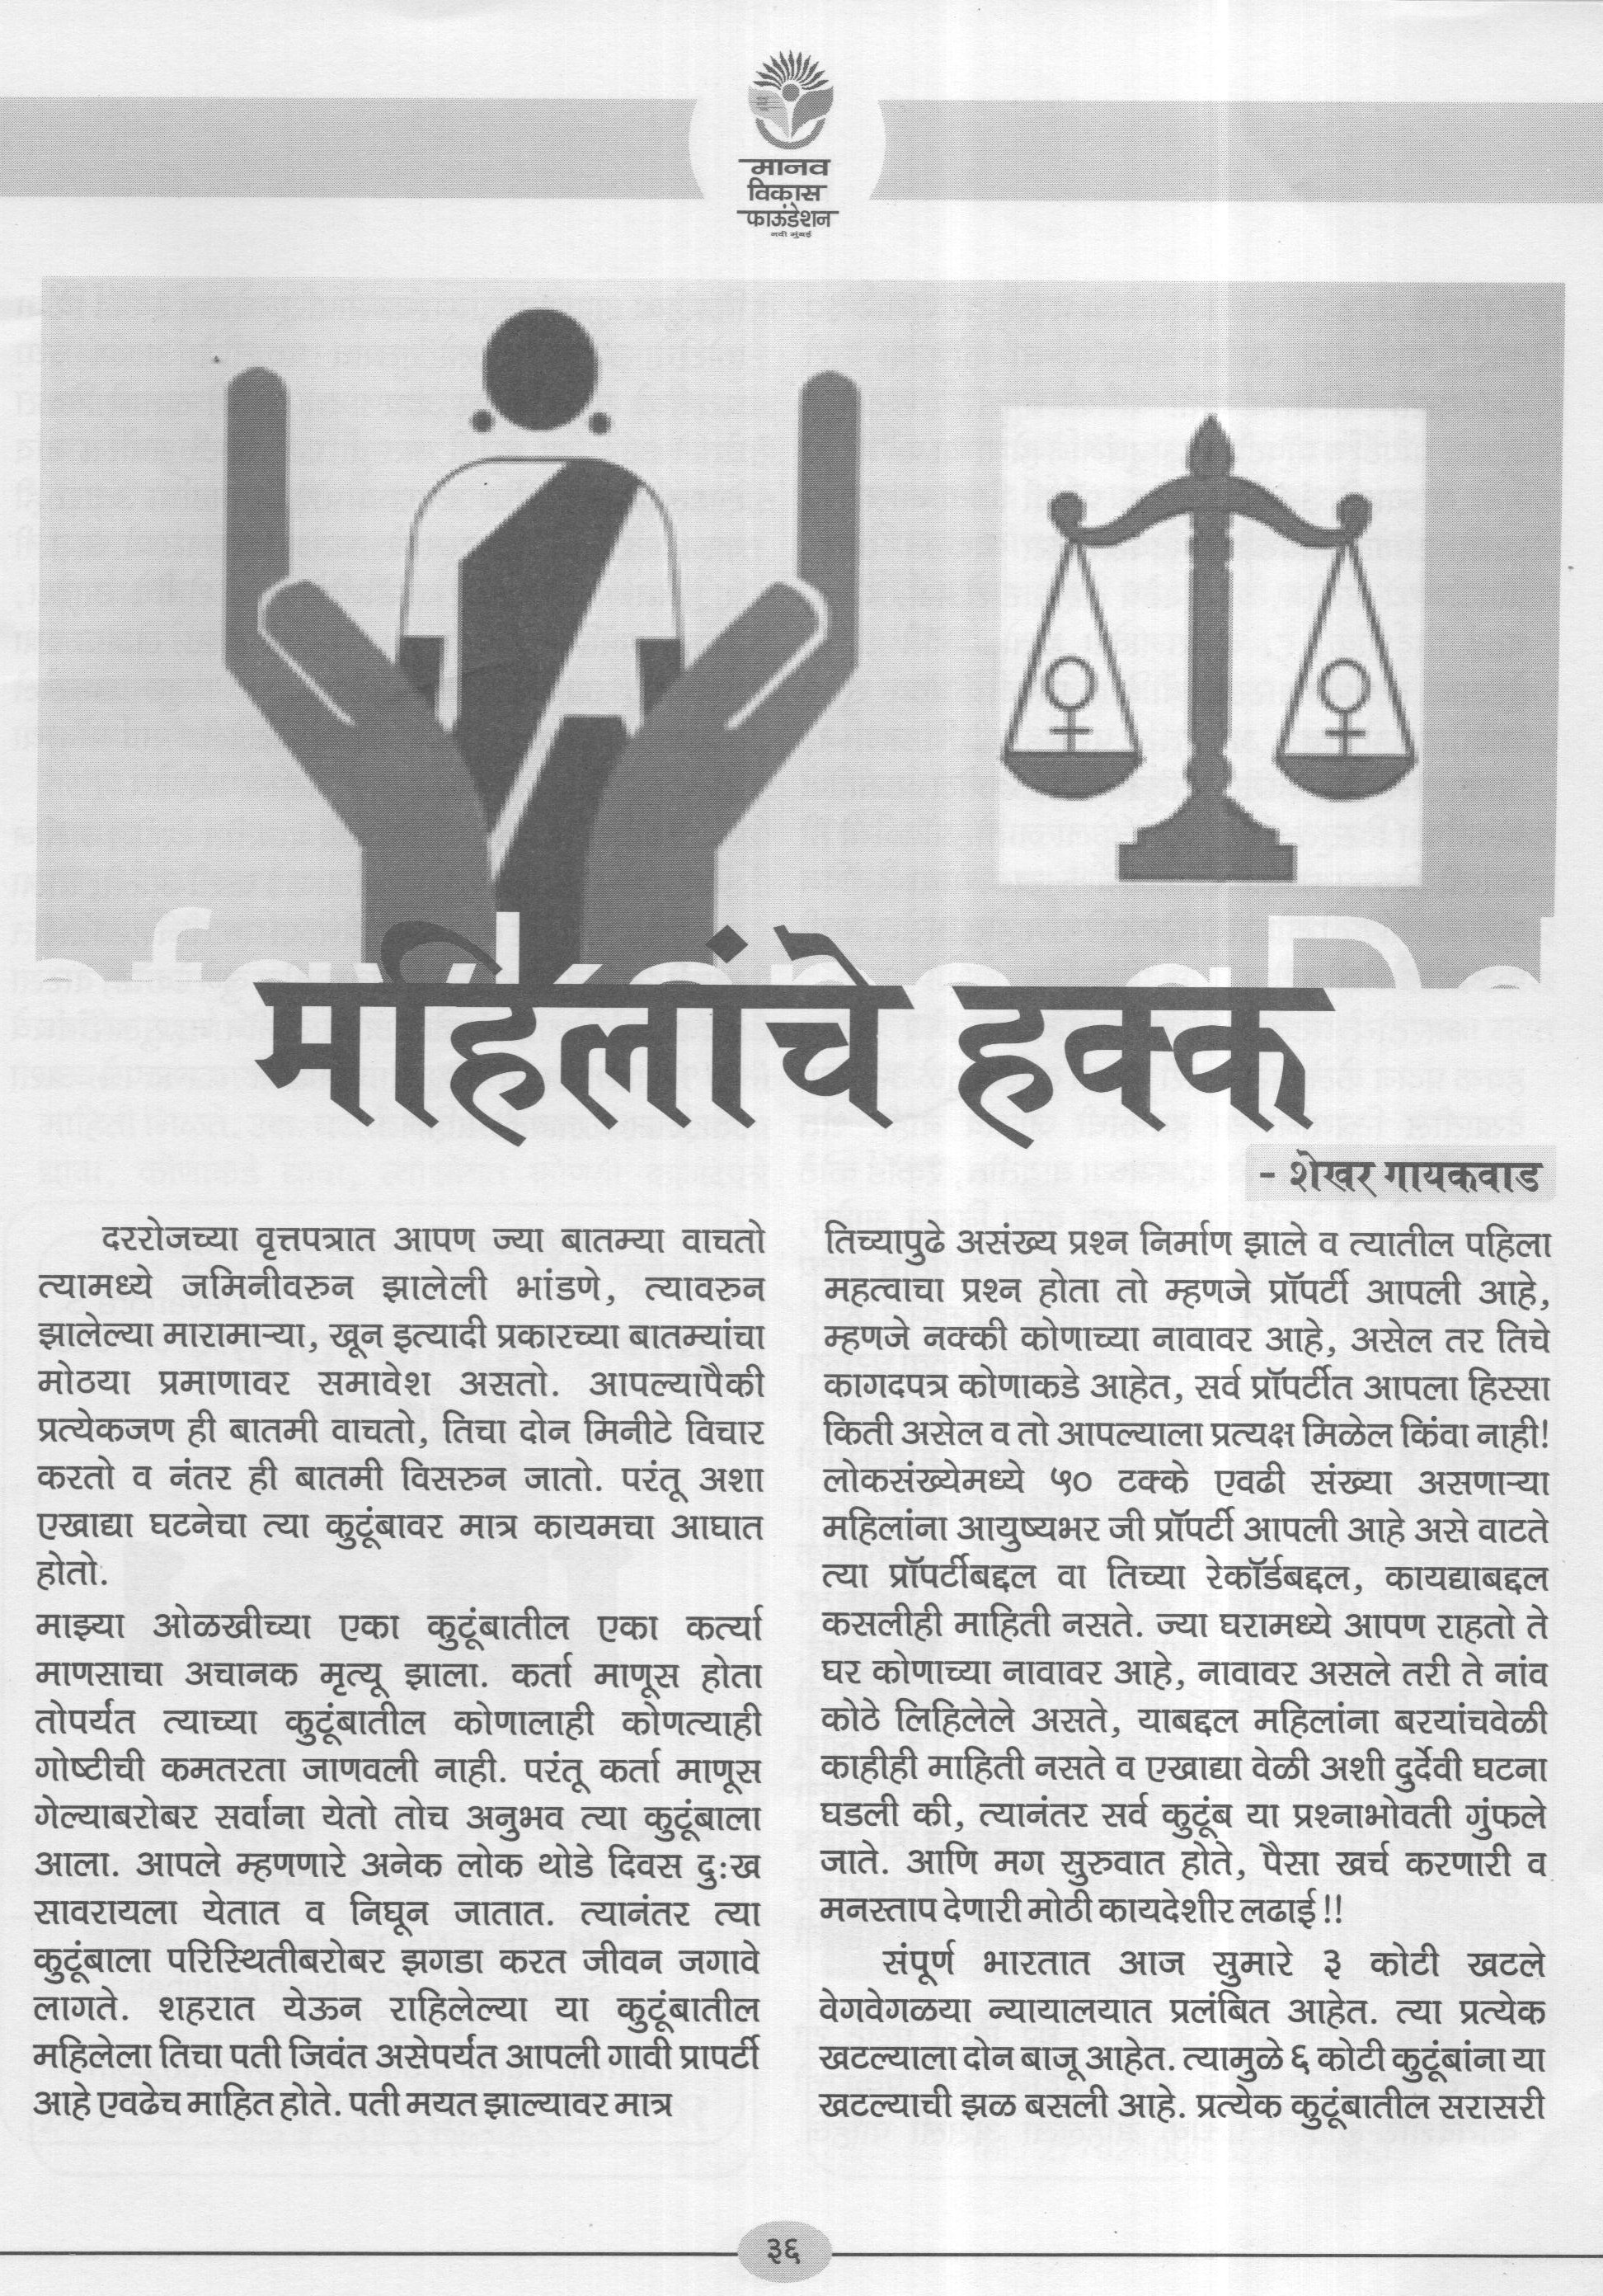 मानव
विकास
फाऊंडेशन
नवी मुंबई
महिलांचे हक्क
- शेखर गायकवाड
दररोजच्या वृत्तपत्रात आपण ज्या बातम्या वाचतो
त्यामध्ये जमिनीवरुन झालेली भांडणे, त्यावरुन
झालेल्या मारामाऱ्या, खून इत्यादी प्रकारच्या बातम्यांचा
मोठया प्रमाणावर समावेश असतो. आपल्यापैकी
प्रत्येकजण ही बातमी वाचतो, तिचा दोन मिनीटे विचार
करतो व नंतर ही बातमी विसरुन जातो. परंतू अशा
एखाद्या घटनेचा त्या कुटूंबावर मात्र कायमचा आघात
होतो.
माझ्या ओळखीच्या एका कुटूंबातील एका कर्त्या
माणसाचा अचानक मृत्यू झाला. कर्ता माणूस होता
तोपर्यंत त्याच्या कुटूंबातील कोणालाही कोणत्याही
गोष्टीची कमतरता जाणवली नाही. परंतू कर्ता माणूस
गेल्याबरोबर सर्वांना येतो तोच अनुभव त्या कुटूंबाला
आला. आपले म्हणणारे अनेक लोक थोडे दिवस दुःख
सावरायला येतात व निघून जातात. त्यानंतर त्या
कुटूंबाला परिस्थितीबरोबर झगडा करत जीवन जगावे
लागते. शहरात येऊन राहिलेल्या या कुटूंबातील
महिलेला तिचा पती जिवंत असेपर्यंत आपली गावी प्रापर्टी
आहे एवढेच माहित होते. पती मयत झाल्यावर मात्र
तिच्यापुढे असंख्य प्रश्न निर्माण झाले व त्यातील पहिला
महत्वाचा प्रश्न होता तो म्हणजे प्रॉपर्टी आपली आहे,
म्हणजे नक्की कोणाच्या नावावर आहे, असेल तर तिचे
कागदपत्र कोणाकडे आहेत, सर्व प्रॉपर्टीत आपला हिस्सा
किती असेल व तो आपल्याला प्रत्यक्ष मिळेल किंवा नाही!
लोकसंख्येमध्ये ५० टक्के एवढी संख्या असणाऱ्या
महिलांना आयुष्यभर जी प्रॉपर्टी आपली आहे असे वाटते
त्या प्रॉपर्टीबद्दल वा तिच्या रेकॉर्डबद्दल, कायद्याबद्दल
कसलीही माहिती नसते. ज्या घरामध्ये आपण राहतो ते
घर कोणाच्या नावावर आहे, नावावर असले तरी ते नांव
कोठे लिहिलेले असते, याबद्दल महिलांना बरयांचवेळी
काहीही माहिती नसते व एखाद्या वेळी अशी दुर्देवी घटना
घडली की, त्यानंतर सर्व कुटूंब या प्रश्नाभोवती गुंफले
जाते. आणि मग सुरुवात होते, पैसा खर्च करणारी व
मनस्ताप देणारी मोठी कायदेशीर लढाई !!
संपूर्ण भारतात आज सुमारे ३ कोटी खटले
वेगवेगळया न्यायालयात प्रलंबित आहेत. त्या प्रत्येक
खटल्याला दोन बाजू आहेत. त्यामुळे ६ कोटी कुटूंबांना या
खटल्याची झळ बसली आहे. प्रत्येक कुटूंबातील सरासरी
३६